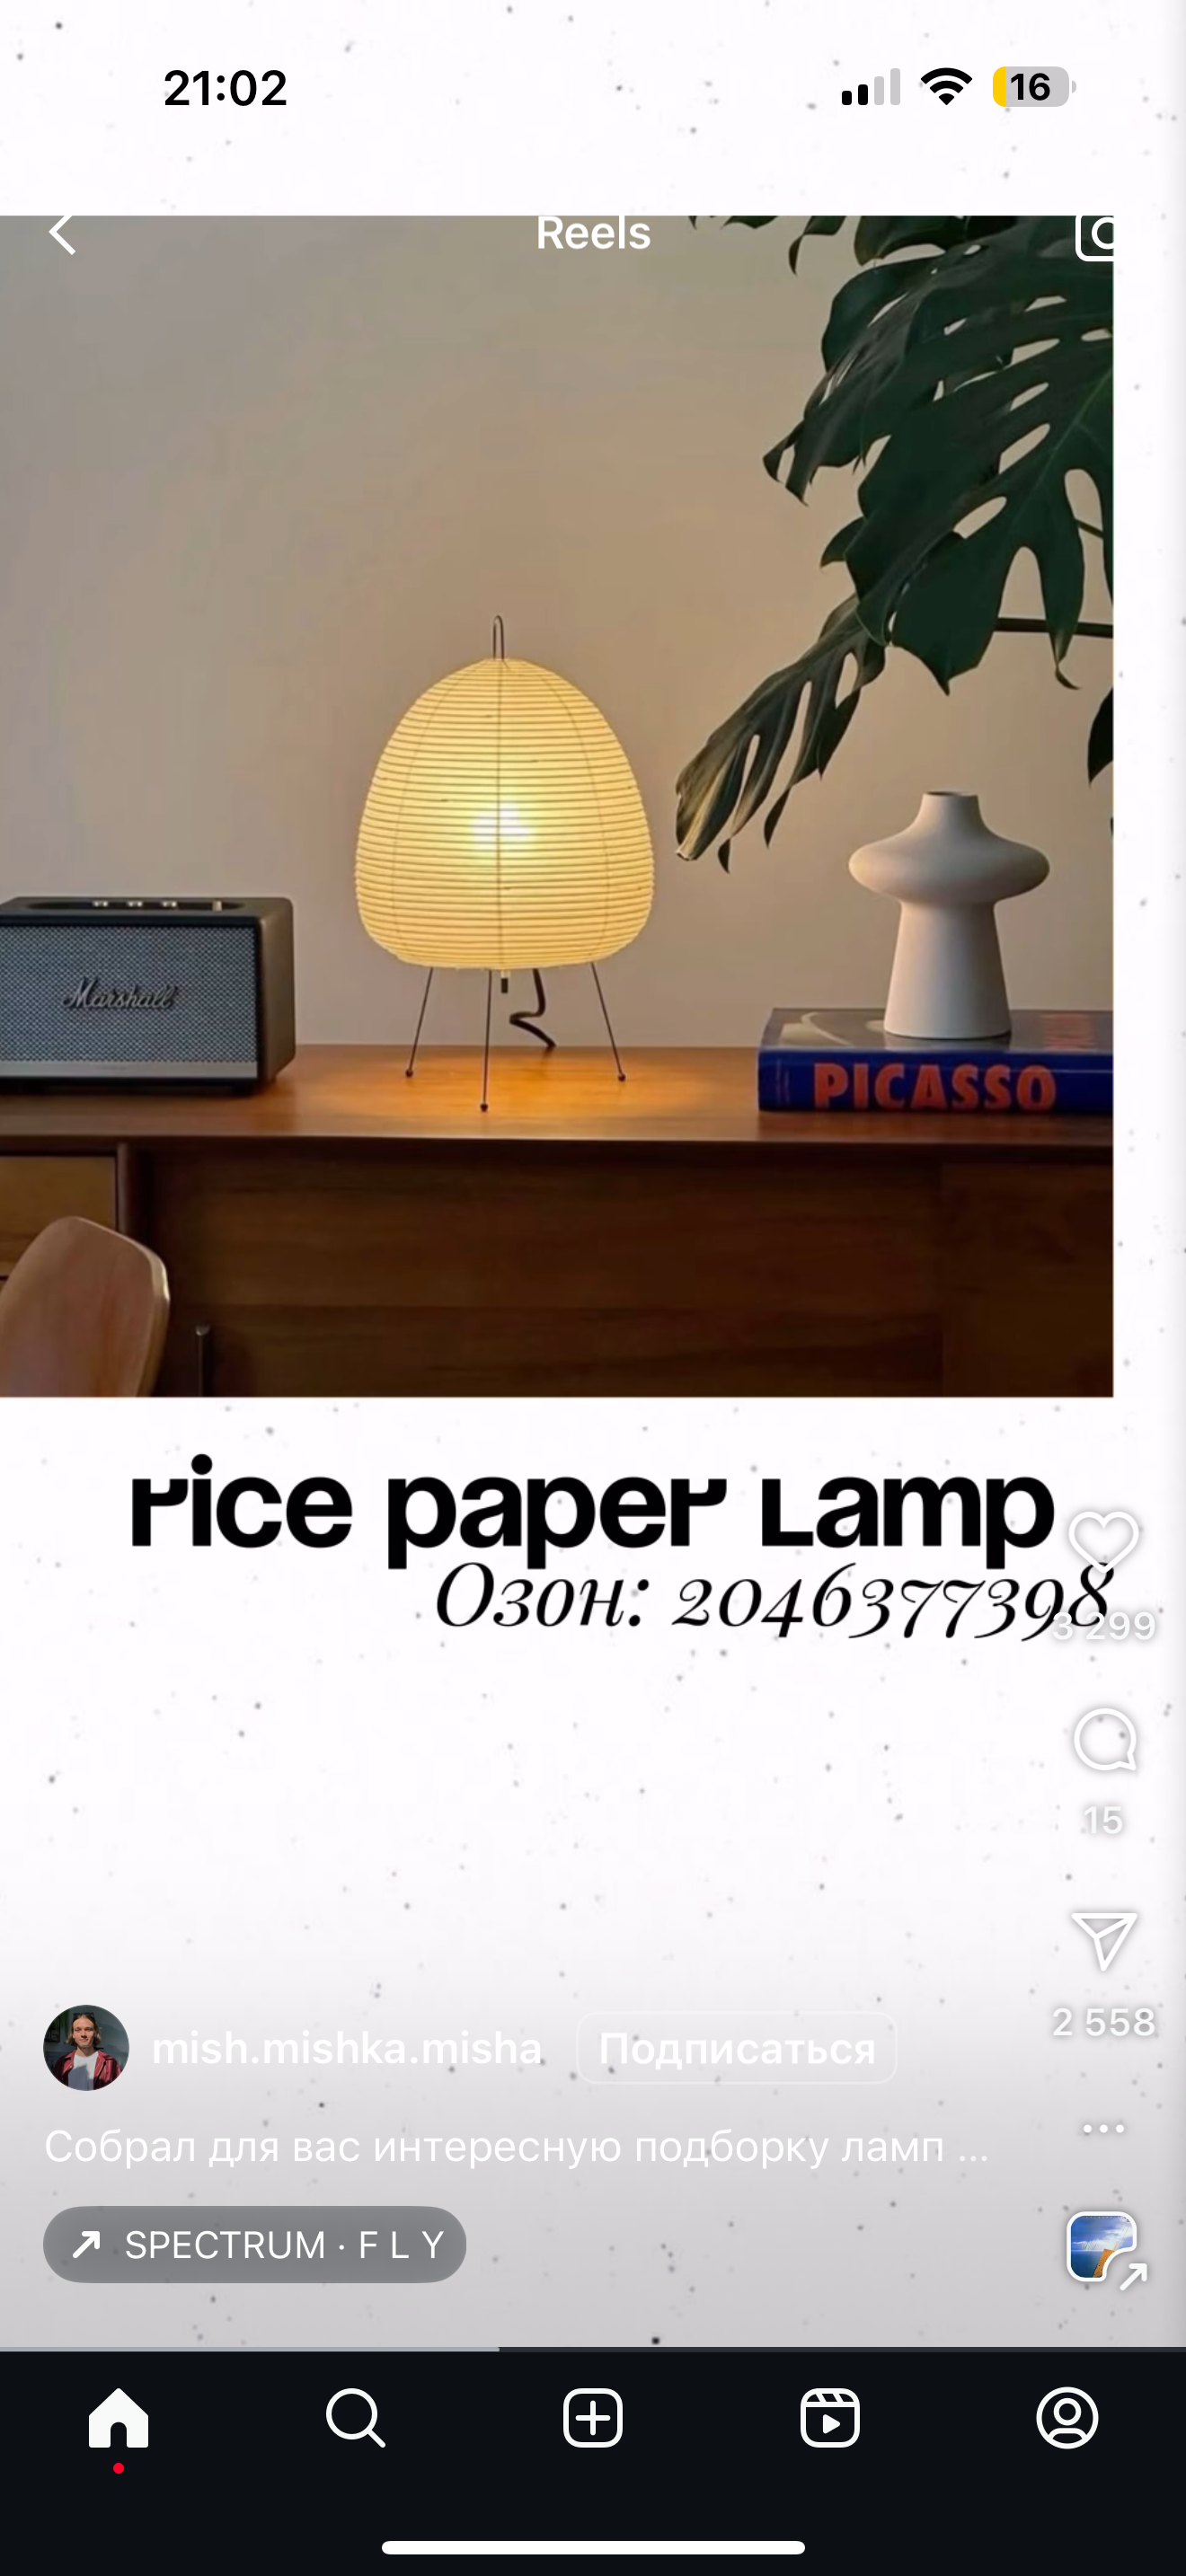 21:02
16
Reels
Marshall
PICASSO
rice paper Lamp
Озон: 2046377398
3 299
15
2 558
mish.mishka.misha
Подписаться
Собрал для вас интересную подборку ламп ...
SPECTRUM · F L Y